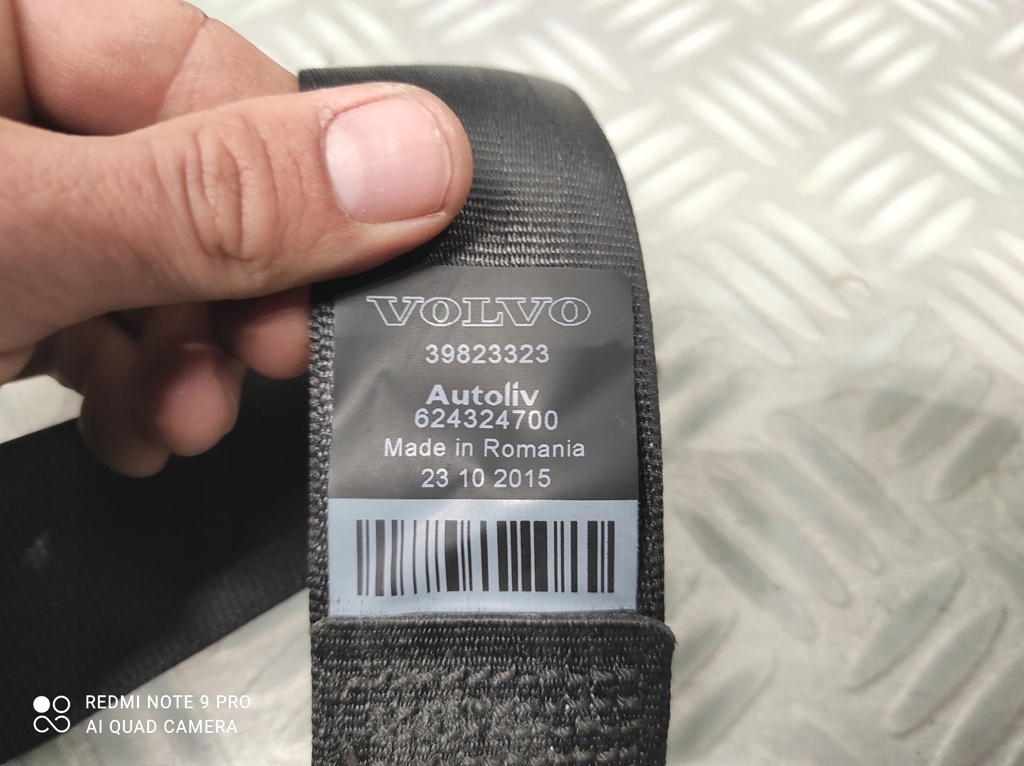 VOLVO
39823323
Autoliv
624324700
Made in Romania
23 10 2015
REDMI NOTE 9 PRO
AI QUAD CAMERA